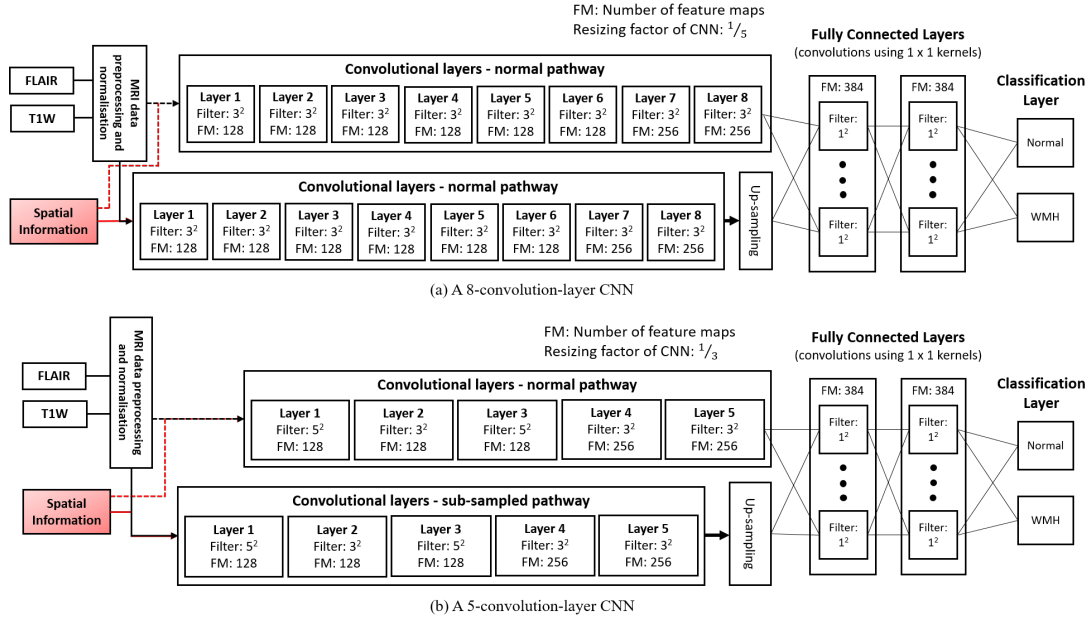 FM: Number of feature maps
Resizing factor of CNN: 1/5
Fully Connected Layers
(convolutions using 1 x 1 kernels)
Classification
Layer
FLAIR
T1W
MRI data
preprocessing and
normalisation
Spatial
Information
Convolutional layers - normal pathway
Layer 1
Filter: 3²
FM: 128
Layer 2
Filter: 3²
FM: 128
Layer 3
Filter: 3²
FM: 128
Layer 4
Filter: 3²
FM: 128
Layer 5
Filter: 3²
FM: 128
Layer 6
Filter: 3²
FM: 128
Layer 7
Filter: 3²
FM: 256
Layer 8
Filter: 3²
FM: 256
Convolutional layers - normal pathway
Layer 1
Filter: 3²
FM: 128
Layer 2
Filter: 3²
FM: 128
Layer 3
Filter: 3²
FM: 128
Layer 4
Filter: 3²
FM: 128
Layer 5
Filter: 3²
FM: 128
Layer 6
Filter: 3²
FM: 128
Layer 7
Filter: 3²
FM: 256
Layer 8
Filter: 3²
FM: 256
Up-sampling
FM: 384
Filter:
1²
Filter:
1²
FM: 384
Filter:
1²
Filter:
1²
Normal
WMH
(a) A 8-convolution-layer CNN
FM: Number of feature maps
Resizing factor of CNN: 1/3
Fully Connected Layers
(convolutions using 1 x 1 kernels)
Classification
Layer
FLAIR
T1W
MRI data preprocessing
and normalisation
Spatial
Information
Convolutional layers - normal pathway
Layer 1
Filter: 5²
FM: 128
Layer 2
Filter: 3²
FM: 128
Layer 3
Filter: 5²
FM: 128
Layer 4
Filter: 3²
FM: 256
Layer 5
Filter: 3²
FM: 256
Convolutional layers - sub-sampled pathway
Layer 1
Filter: 5²
FM: 128
Layer 2
Filter: 3²
FM: 128
Layer 3
Filter: 5²
FM: 128
Layer 4
Filter: 3²
FM: 256
Layer 5
Filter: 3²
FM: 256
Up-sampling
FM: 384
Filter:
1²
Filter:
1²
FM: 384
Filter:
1²
Filter:
1²
Normal
WMH
(b) A 5-convolution-layer CNN